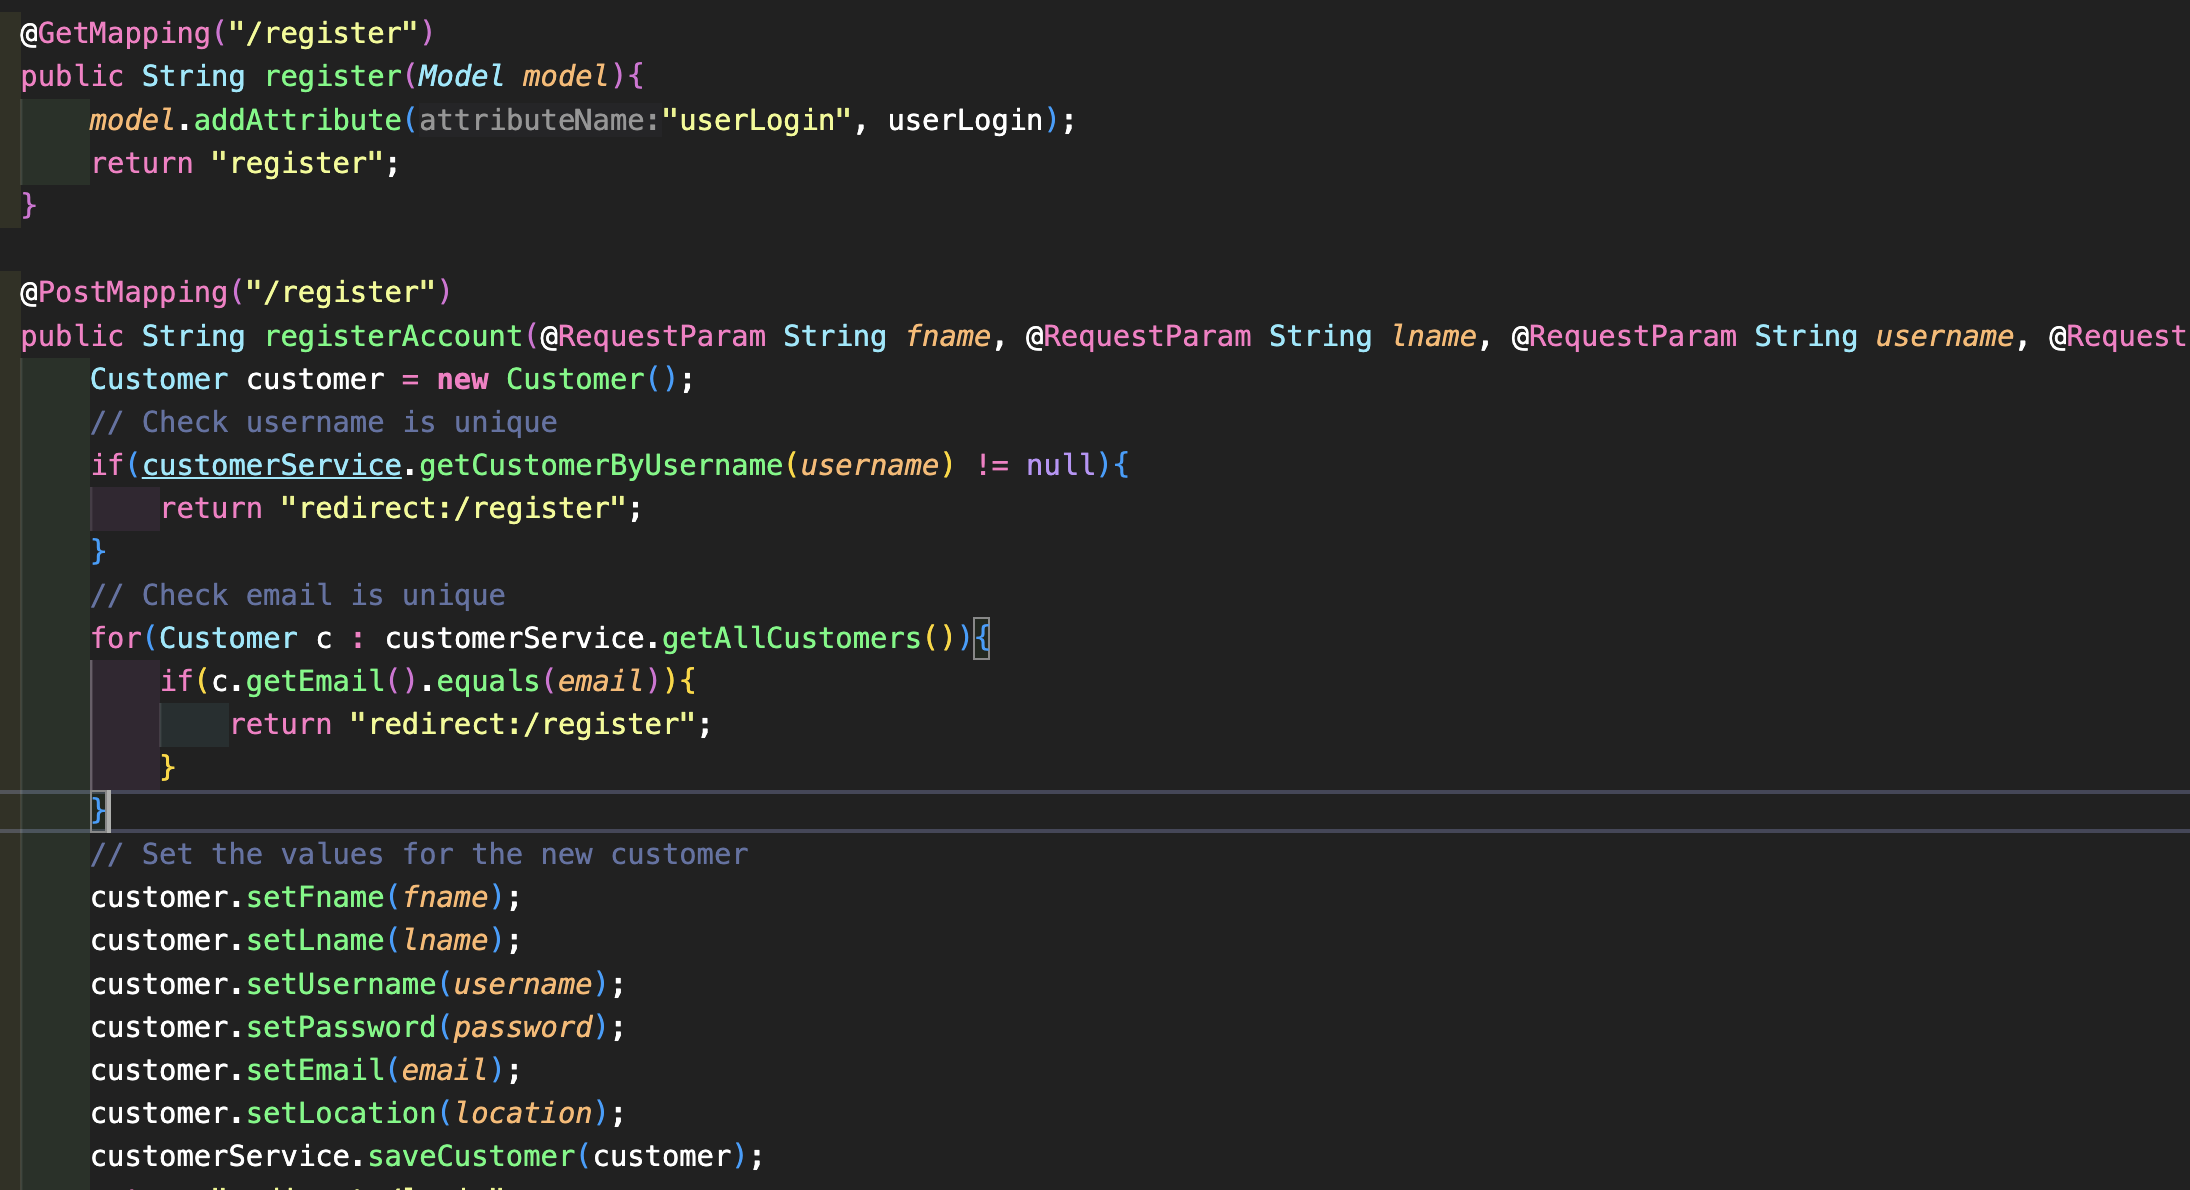 @GetMapping("/register")
public String register(Model model){
    model.addAttribute(attributeName:"userLogin", userLogin);
    return "register";
}

@PostMapping("/register")
public String registerAccount(@RequestParam String fname, @RequestParam String lname, @RequestParam String username, @Request
    Customer customer = new Customer();
    // Check username is unique
    if(customerService.getCustomerByUsername(username) != null){
        return "redirect:/register";
    }
    // Check email is unique
    for(Customer c : customerService.getAllCustomers()){
        if(c.getEmail().equals(email)){
            return "redirect:/register";
        }
    }
    // Set the values for the new customer
    customer.setFname(fname);
    customer.setLname(lname);
    customer.setUsername(username);
    customer.setPassword(password);
    customer.setEmail(email);
    customer.setLocation(location);
    customerService.saveCustomer(customer);